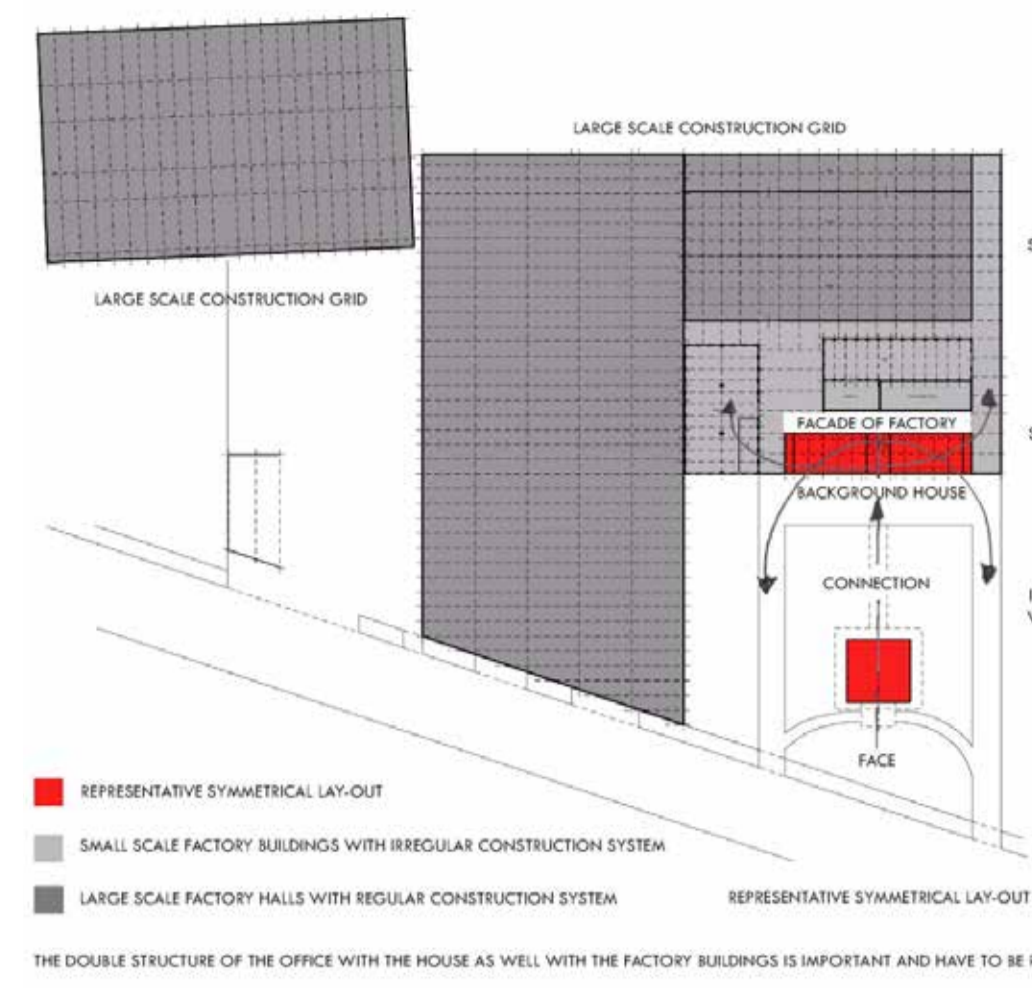 LARGE SCALE CONSTRUCTION GRID
LARGE SCALE CONSTRUCTION GRID
FACADE OF FACTORY
BACKGROUND HOUSE
CONNECTION
FACE
REPRESENTATIVE SYMMETRICAL LAY-OUT
SMALL SCALE FACTORY BUILDINGS WITH IRREGULAR CONSTRUCTION SYSTEM
LARGE SCALE FACTORY HALLS WITH REGULAR CONSTRUCTION SYSTEM
REPRESENTATIVE SYMMETRICAL LAY-OUT
THE DOUBLE STRUCTURE OF THE OFFICE WITH THE HOUSE AS WELL WITH THE FACTORY BUILDINGS IS IMPORTANT AND HAVE TO BE